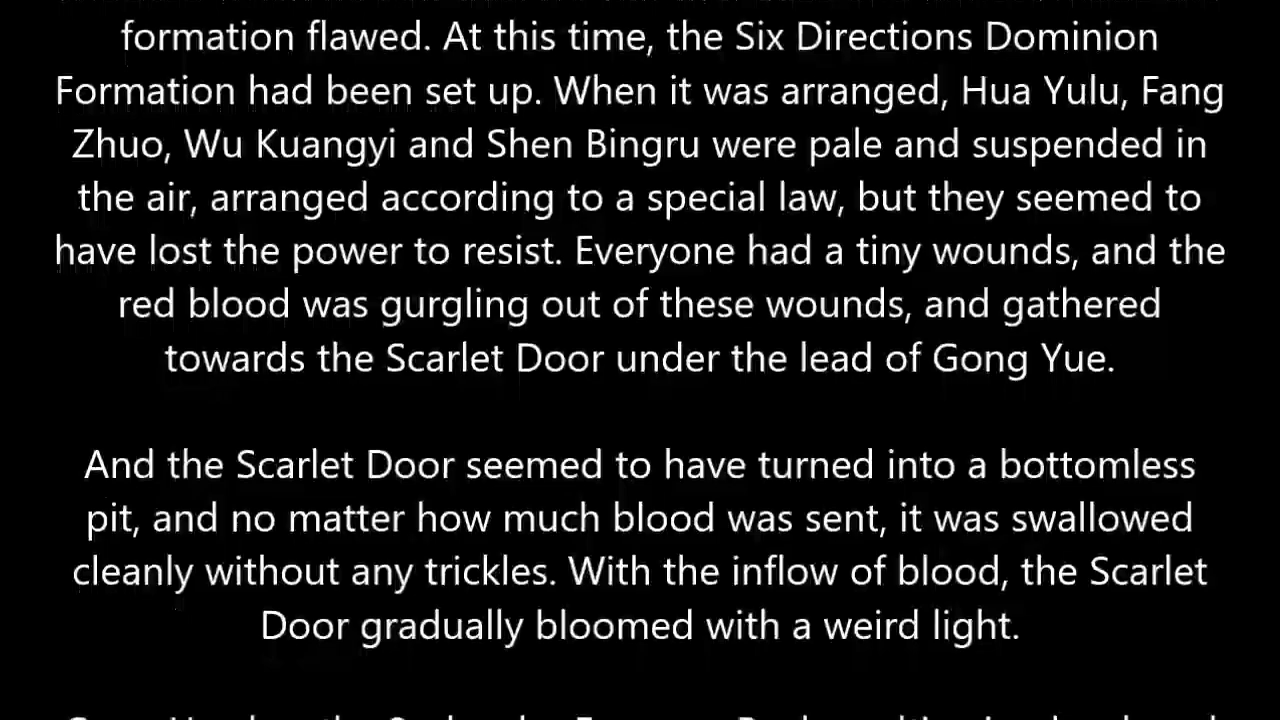 formation flawed. At this time, the Six Directions Dominion
Formation had been set up. When it was arranged, Hua Yulu, Fang
Zhuo, Wu Kuangyi and Shen Bingru were pale and suspended in
the air, arranged according to a special law, but they seemed to
have lost the power to resist. Everyone had a tiny wounds, and the
red blood was gurgling out of these wounds, and gathered
towards the Scarlet Door under the lead of Gong Yue.
And the Scarlet Door seemed to have turned into a bottomless
pit, and no matter how much blood was sent, it was swallowed
cleanly without any trickles. With the inflow of blood, the Scarlet
Door gradually bloomed with a weird light.